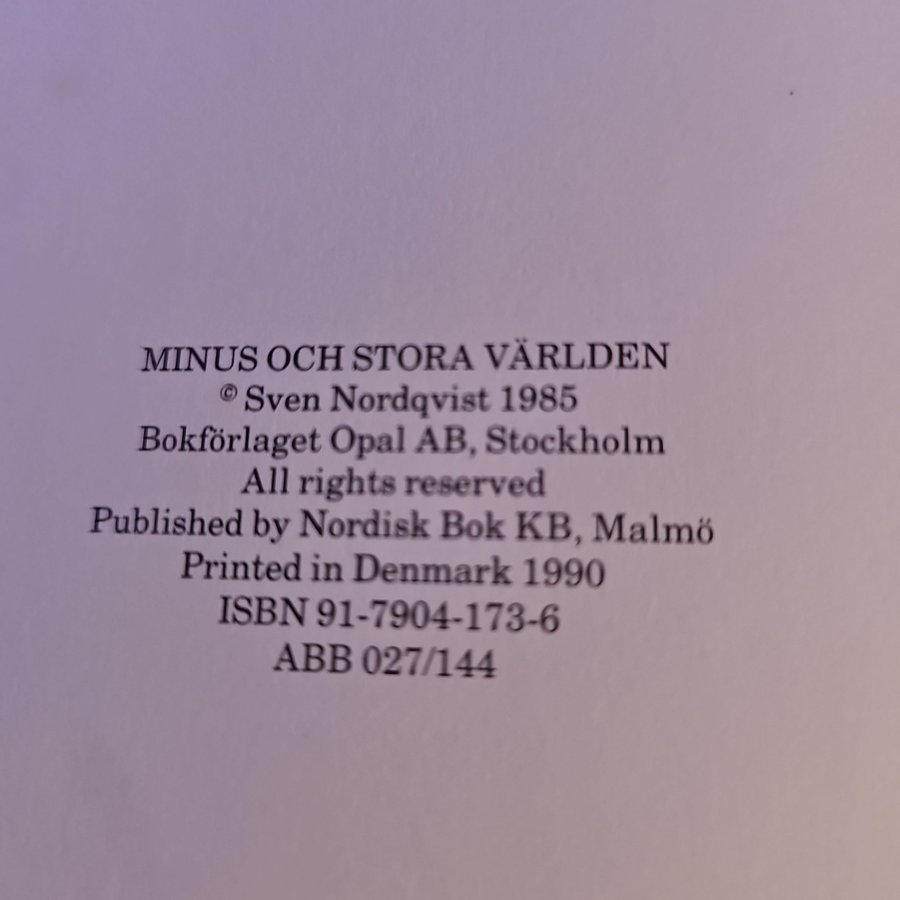 MINUS OCH STORA VÄRLDEN
© Sven Nordqvist 1985
Bokförlaget Opal AB, Stockholm
All rights reserved
Published by Nordisk Bok KB, Malmö
Printed in Denmark 1990
ISBN 91-7904-173-6
ABB 027/144